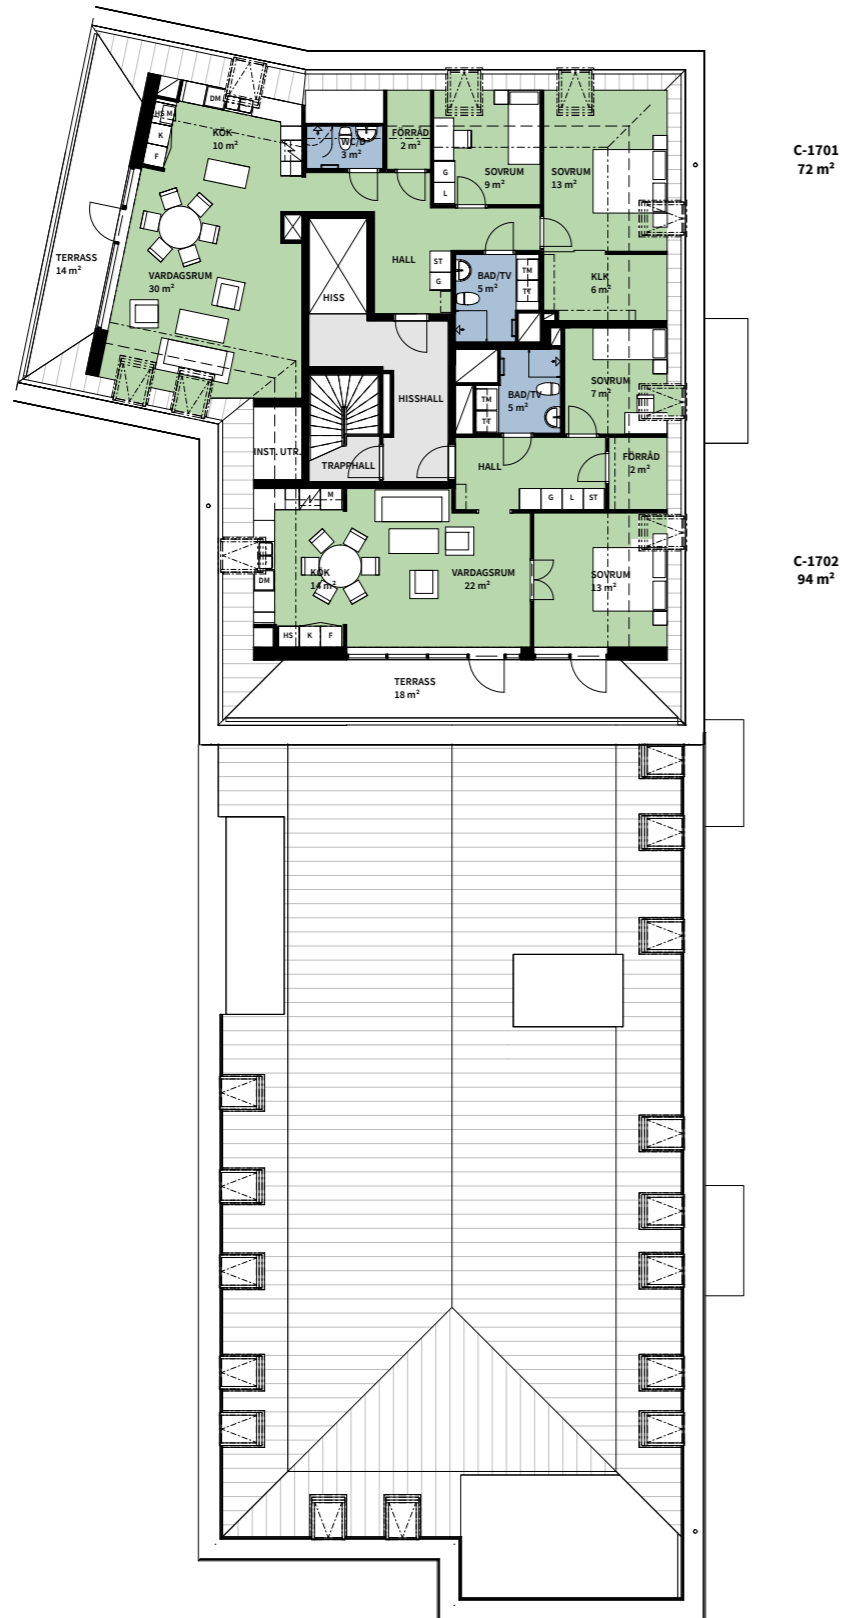 C-1701
72 m²
DM
HS M
K
F
KÖK
10 m²
WC/D
3 m²
FÖRRÅD
2 m²
G
L
SOVRUM
9 m²
SOVRUM
13 m²
TERRASS
14 m²
VARDAGSRUM
30 m²
HISS
HALL
ST
G
BAD/TV
5 m²
TM
TT
KLK
6 m²
HISSHALL
TM
TT
BAD/TV
5 m²
SOVRUM
7 m²
INST. UTR.
TRAPPHALL
HALL
FÖRRÅD
2 m²
M
G
L
ST
C-1702
94 m²
DM
KÖK
14 m²
VARDAGSRUM
22 m²
SOVRUM
13 m²
HS
K
F
TERRASS
18 m²